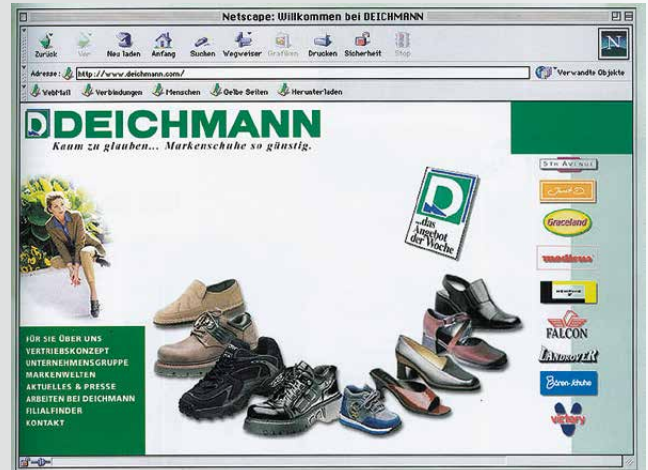 Netscape: Willkommen bei DEICHMANN
Zurück Vor Neu laden Anfang Suchen Wegweiser Grafiken Drucken Sicherheit Stop
Adresse: http://www.deichmann.com/ Verwandte Objekte
WebMail Verbindungen Menschen Gelbe Seiten Herunterladen
DEICHMANN
Kaum zu glauben... Markenschuhe so günstig.
D
...das
Angebot
der Woche
5th Avenue
Graceland
medicus
MEMPHIS
FALCON
LANDROVER
Bären-Schuhe
victory
FÜR SIE ÜBER UNS
VERTRIEBSKONZEPT
UNTERNEHMENSGRUPPE
MARKENWELTEN
AKTUELLES & PRESSE
ARBEITEN BEI DEICHMANN
FILIALFINDER
KONTAKT